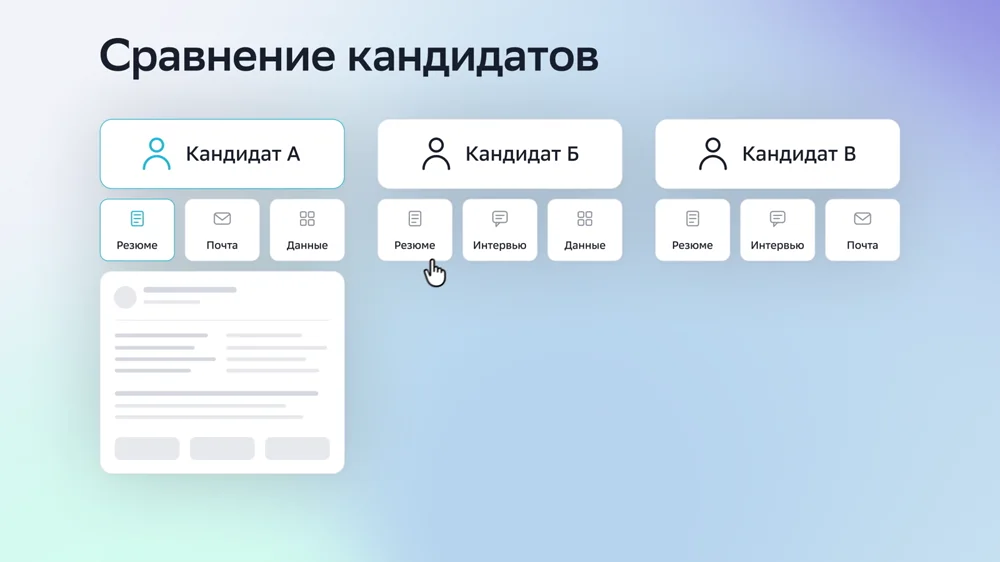 Сравнение кандидатов
Кандидат А
Кандидат Б
Кандидат В
Резюме
Почта
Данные
Резюме
Интервью
Данные
Резюме
Интервью
Почта